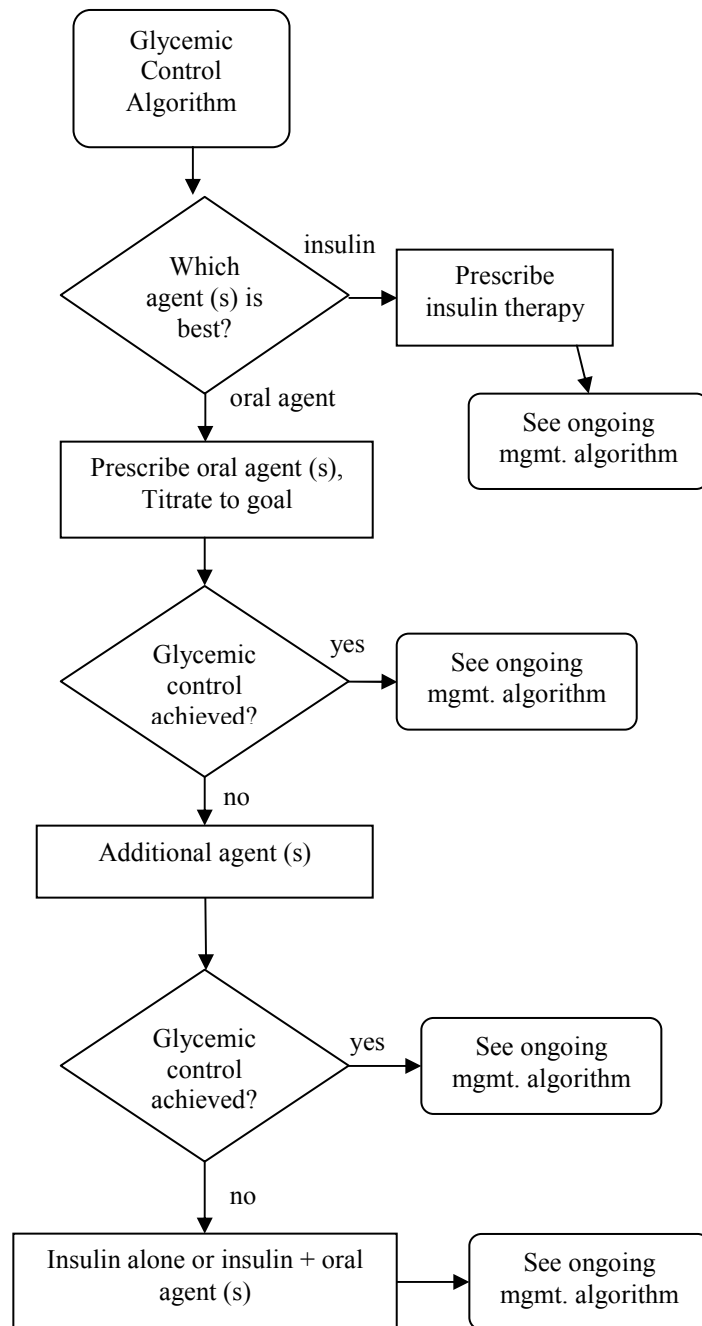 Glycemic
Control
Algorithm
insulin
Which
agent (s) is
best?
Prescribe
insulin therapy
oral agent
See ongoing
mgmt. algorithm
Prescribe oral agent (s),
Titrate to goal
yes
Glycemic
control
achieved?
See ongoing
mgmt. algorithm
no
Additional agent (s)
yes
Glycemic
control
achieved?
See ongoing
mgmt. algorithm
no
Insulin alone or insulin + oral
agent (s)
See ongoing
mgmt. algorithm